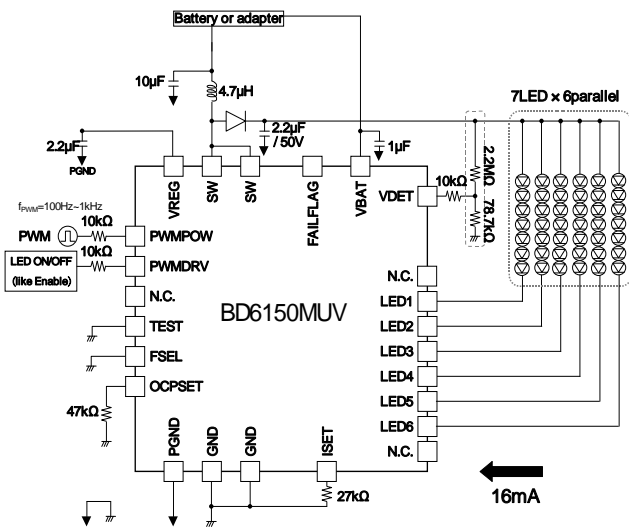 Battery or adapter
10µF
4.7µH
7LED × 6parallel
2.2µF
/ 50V
2.2µF
PGND
1µF
2.2MΩ
78.7kΩ
10kΩ
VREG
SW
SW
FAILFLAG
VBAT
VDET
fPWM=100Hz~1kHz
10kΩ
PWM
PWMPOW
LED ON/OFF
(like Enable)
10kΩ
PWMDRV
N.C.
N.C.
LED1
TEST
BD6150MUV
LED2
FSEL
LED3
OCPSET
LED4
47kΩ
LED5
LED6
PGND
GND
GND
ISET
N.C.
27kΩ
16mA